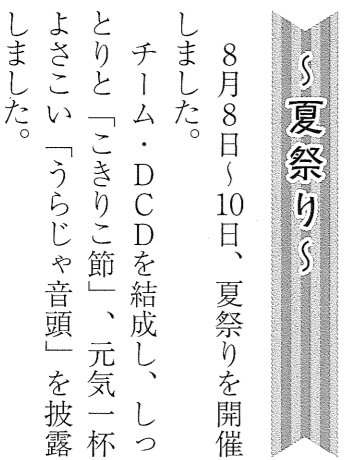 ～夏祭り～
８月８日～10日、夏祭りを開催
しました。
チーム・ＤＣＤを結成し、しっ
とりと「こきりこ節」、元気一杯
よさこい「うらじゃ音頭」を披露
しました。